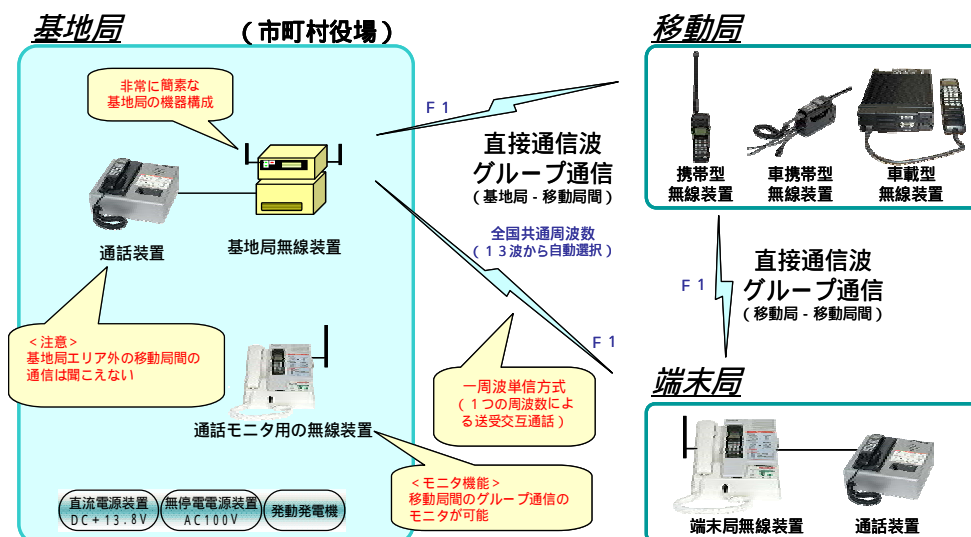 基地局
(市町村役場)
非常に簡素な
基地局の機器構成
通話装置
基地局無線装置
<注意>
基地局エリア外の移動局間の
通信は聞こえない
通話モニタ用の無線装置
直流電源装置
DC+13.8V
無停電電源装置
AC100V
発動発電機
F1
直接通信波
グループ通信
(基地局-移動局間)
全国共通周波数
(13波から自動選択)
F1
一周波単信方式
(1つの周波数によ
る送受交互通話)
<モニタ機能>
移動局間のグループ通信の
モニタが可能
移動局
携帯型
無線装置
車携帯型
無線装置
車載型
無線装置
F1
直接通信波
グループ通信
(移動局-移動局間)
端末局
端末局無線装置
通話装置